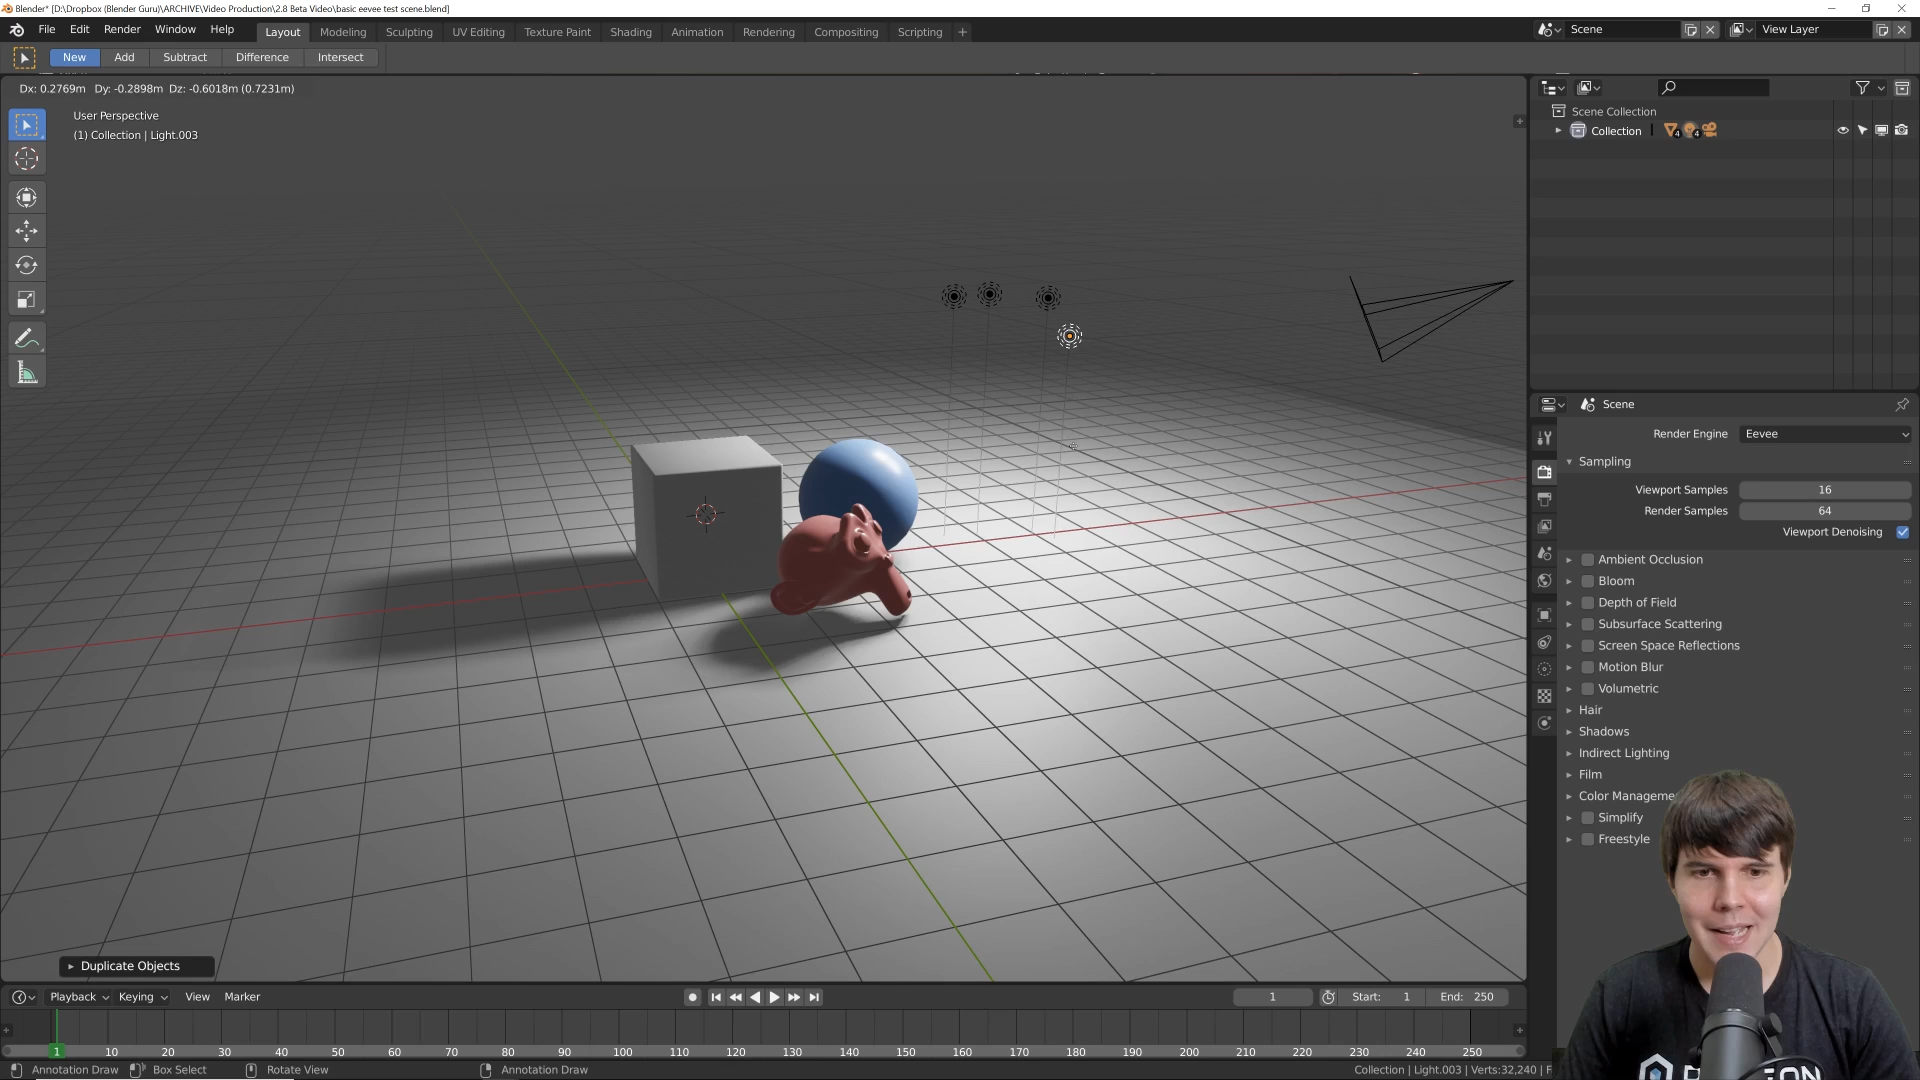 Blender* [D:\Dropbox (Blender Guru)\ARCHIVE\Video Production\2.8 Beta Video\basic eevee test scene.blend]
File Edit Render Window Help Layout Modeling Sculpting UV Editing Texture Paint Shading Animation Rendering Compositing Scripting + Scene View Layer
New Add Subtract Difference Intersect
Dx: 0.2769m Dy: -0.2898m Dz: -0.6018m (0.7231m)
User Perspective
(1) Collection | Light.003
Scene Collection
Collection 4 4
Scene
Render Engine Eevee
Sampling
Viewport Samples 16
Render Samples 64
Viewport Denoising
Ambient Occlusion
Bloom
Depth of Field
Subsurface Scattering
Screen Space Reflections
Motion Blur
Volumetric
Hair
Shadows
Indirect Lighting
Film
Color Manageme
Simplify
Freestyle
Duplicate Objects
Playback Keying View Marker 1 Start: 1 End: 250
1 10 20 30 40 50 60 70 80 90 100 110 120 130 140 150 160 170 180 190 200 210 220 230 240 250
Annotation Draw Box Select Rotate View Annotation Draw Collection | Light.003 | Verts:32,240 | F